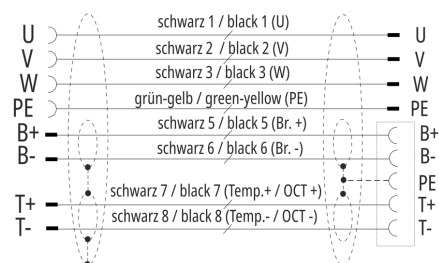 U schwarz 1 / black 1 (U) U
V schwarz 2 / black 2 (V) V
W schwarz 3 / black 3 (W) W
PE grün-gelb / green-yellow (PE) PE
B+ schwarz 5 / black 5 (Br. +) B+
B- schwarz 6 / black 6 (Br. -) B-
PE
T+ schwarz 7 / black 7 (Temp.+ / OCT +) T+
T- schwarz 8 / black 8 (Temp.- / OCT -) T-